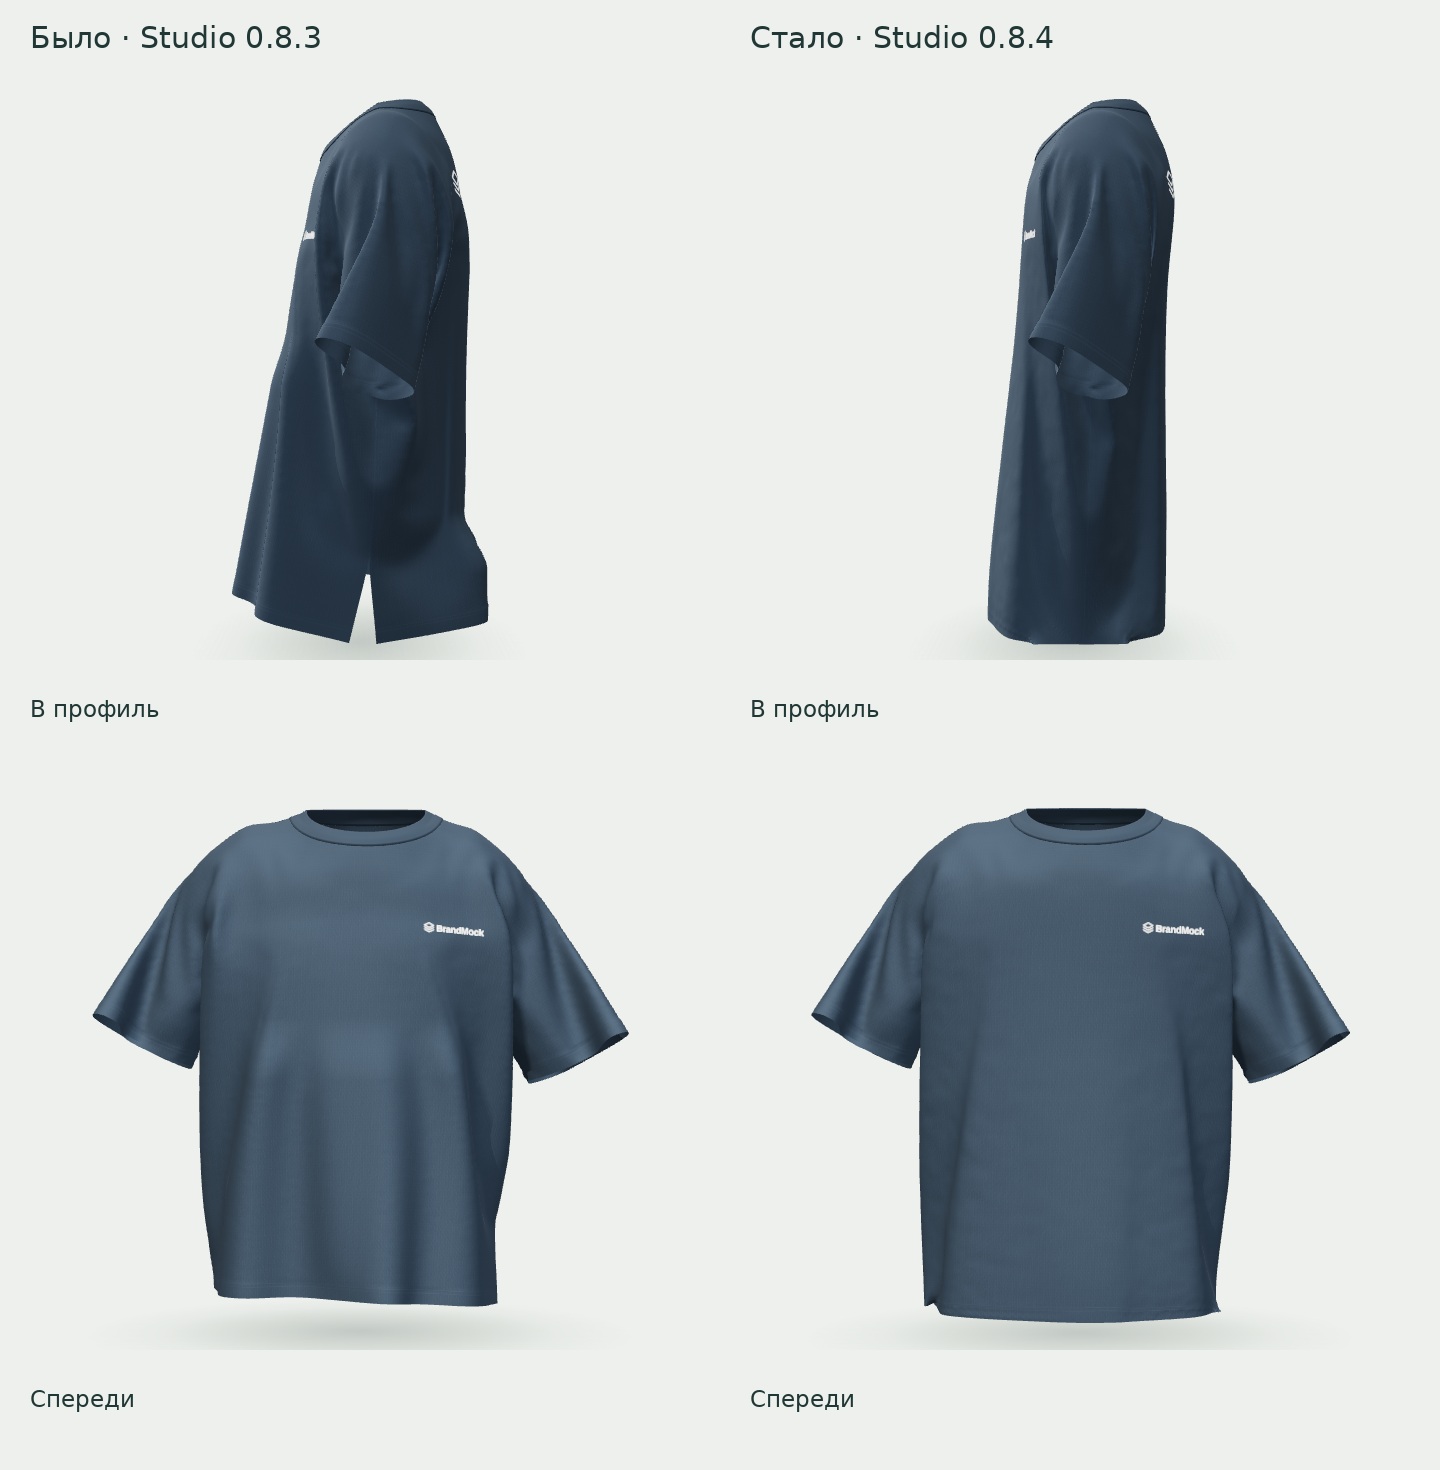 Было · Studio 0.8.3
Стало · Studio 0.8.4
В профиль
В профиль
BrandMock
BrandMock
Спереди
Спереди